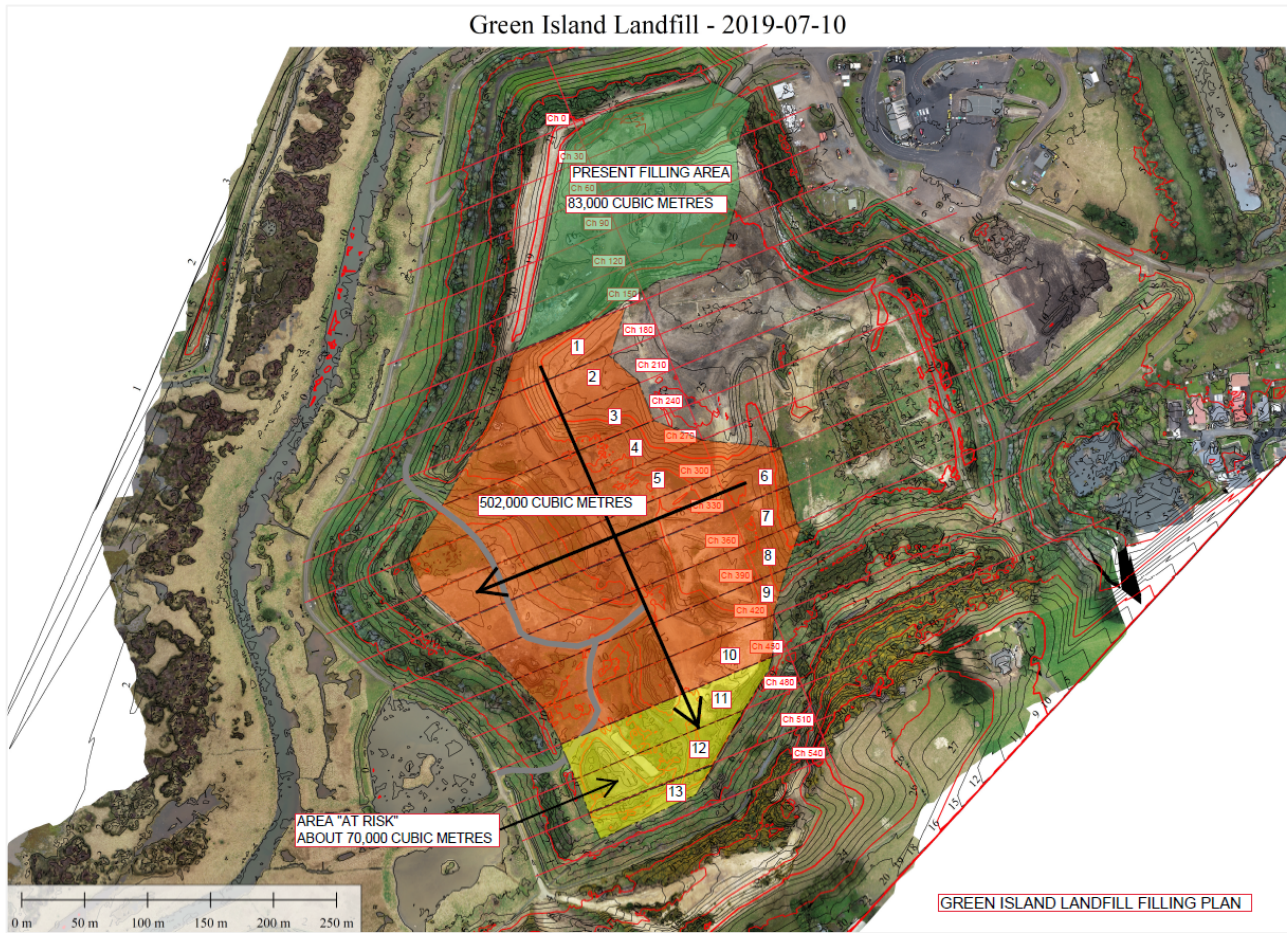 Green Island Landfill - 2019-07-10
Ch 0
Ch 30
PRESENT FILLING AREA
Ch 60
83,000 CUBIC METRES
Ch 90
Ch 120
Ch 150
Ch 180
1
Ch 210
2
Ch 240
3
Ch 270
4
Ch 300
5
6
502,000 CUBIC METRES
Ch 330
7
Ch 360
8
Ch 390
9
Ch 420
10
Ch 450
11
Ch 480
12
Ch 510
Ch 540
13
AREA "AT RISK"
ABOUT 70,000 CUBIC METRES
0 m 50 m 100 m 150 m 200 m 250 m
GREEN ISLAND LANDFILL FILLING PLAN